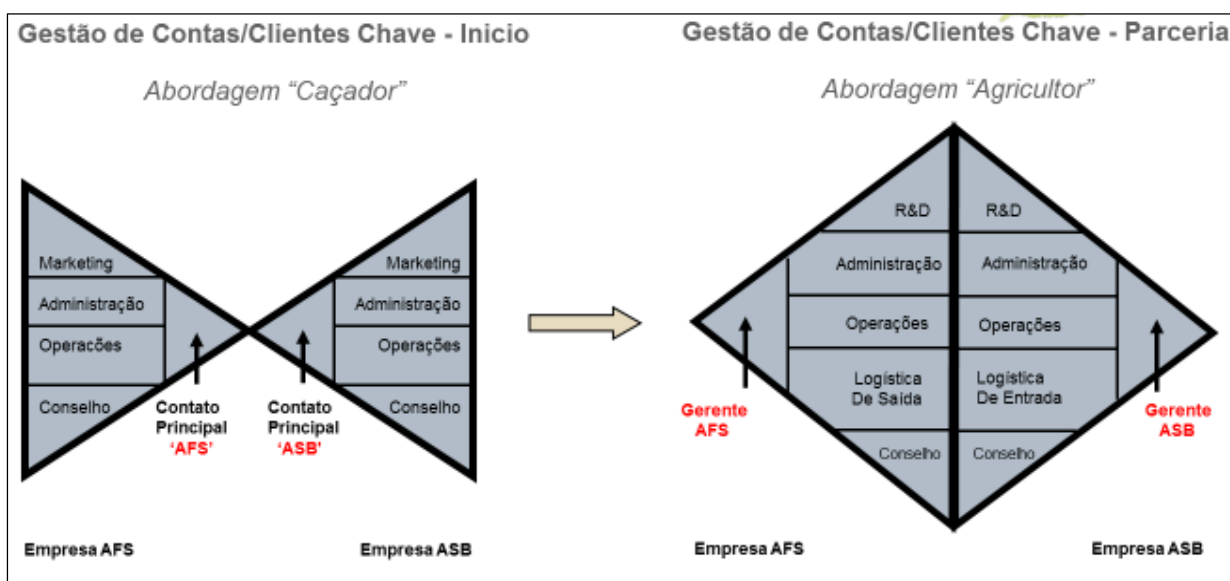 Gestão de Contas/Clientes Chave - Inicio
Abordagem “Caçador”
Marketing
Administração
Operacões
Conselho
Marketing
Administração
Operações
Conselho
Contato
Principal
‘AFS’
Contato
Principal
‘ASB’
Empresa AFS
Empresa ASB
Gestão de Contas/Clientes Chave - Parceria
Abordagem “Agricultor”
R&D
Administração
Operações
Logística
De Saída
Conselho
R&D
Administração
Operações
Logística
De Entrada
Conselho
Gerente
AFS
Gerente
ASB
Empresa AFS
Empresa ASB